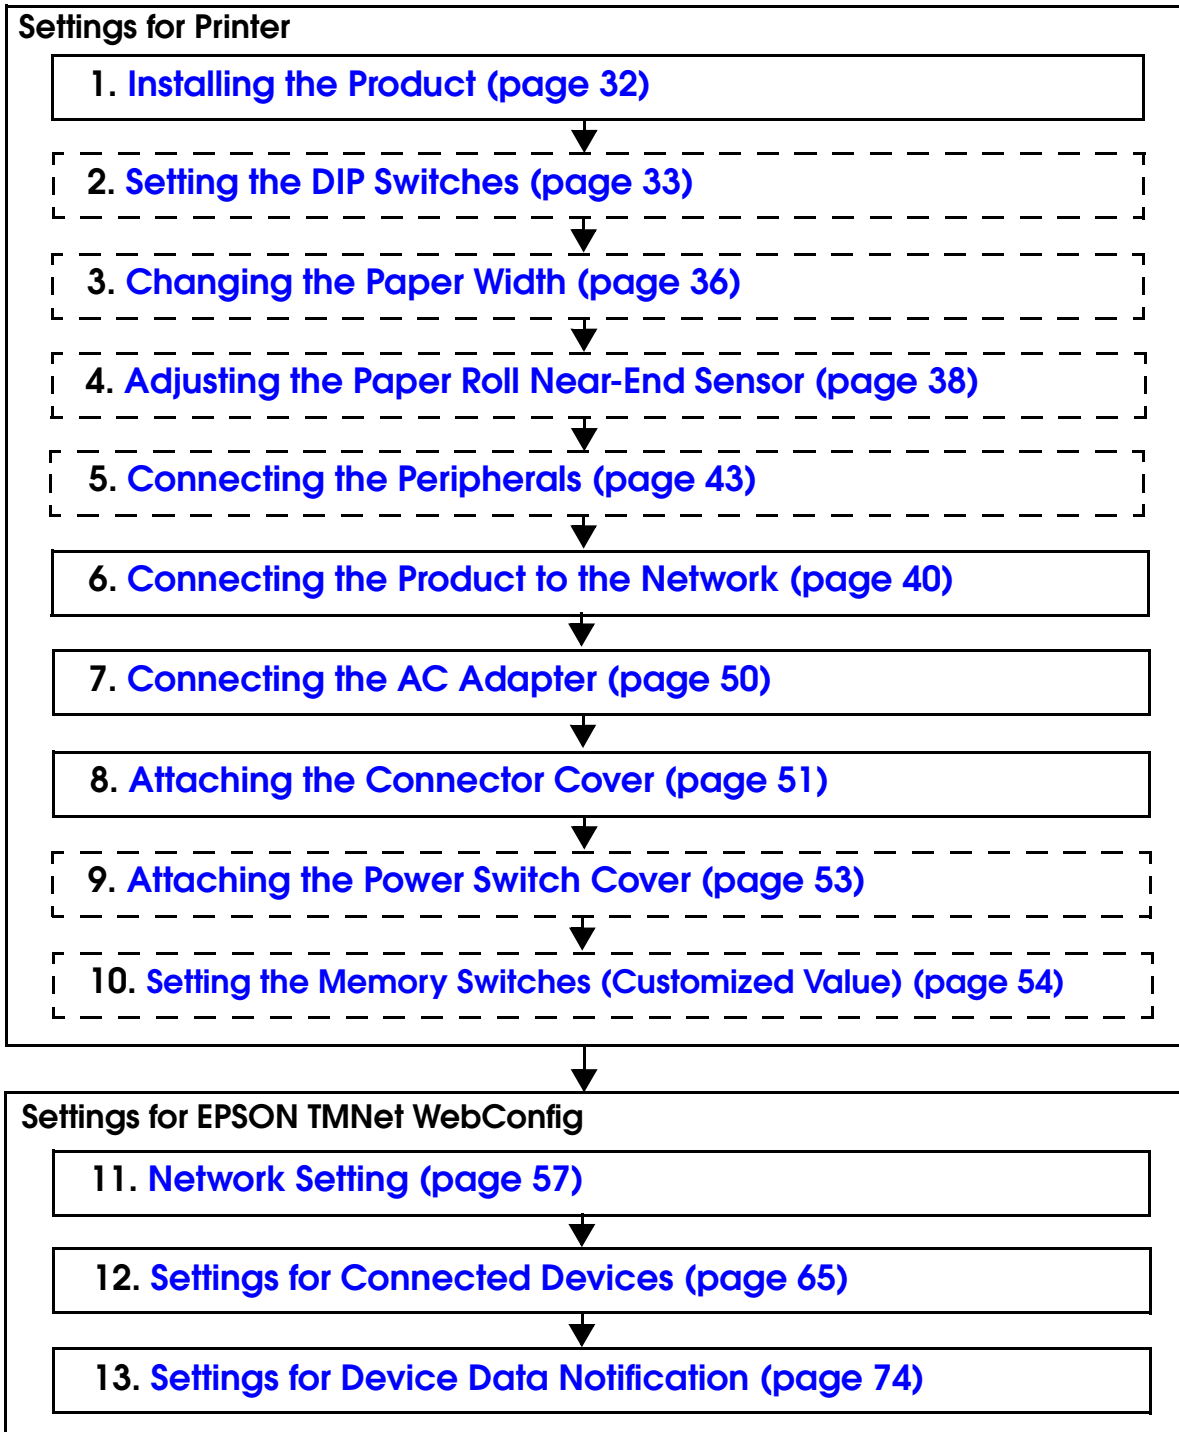 Settings for Printer
1. Installing the Product (page 32)
2. Setting the DIP Switches (page 33)
3. Changing the Paper Width (page 36)
4. Adjusting the Paper Roll Near-End Sensor (page 38)
5. Connecting the Peripherals (page 43)
6. Connecting the Product to the Network (page 40)
7. Connecting the AC Adapter (page 50)
8. Attaching the Connector Cover (page 51)
9. Attaching the Power Switch Cover (page 53)
10. Setting the Memory Switches (Customized Value) (page 54)
Settings for EPSON TMNet WebConfig
11. Network Setting (page 57)
12. Settings for Connected Devices (page 65)
13. Settings for Device Data Notification (page 74)